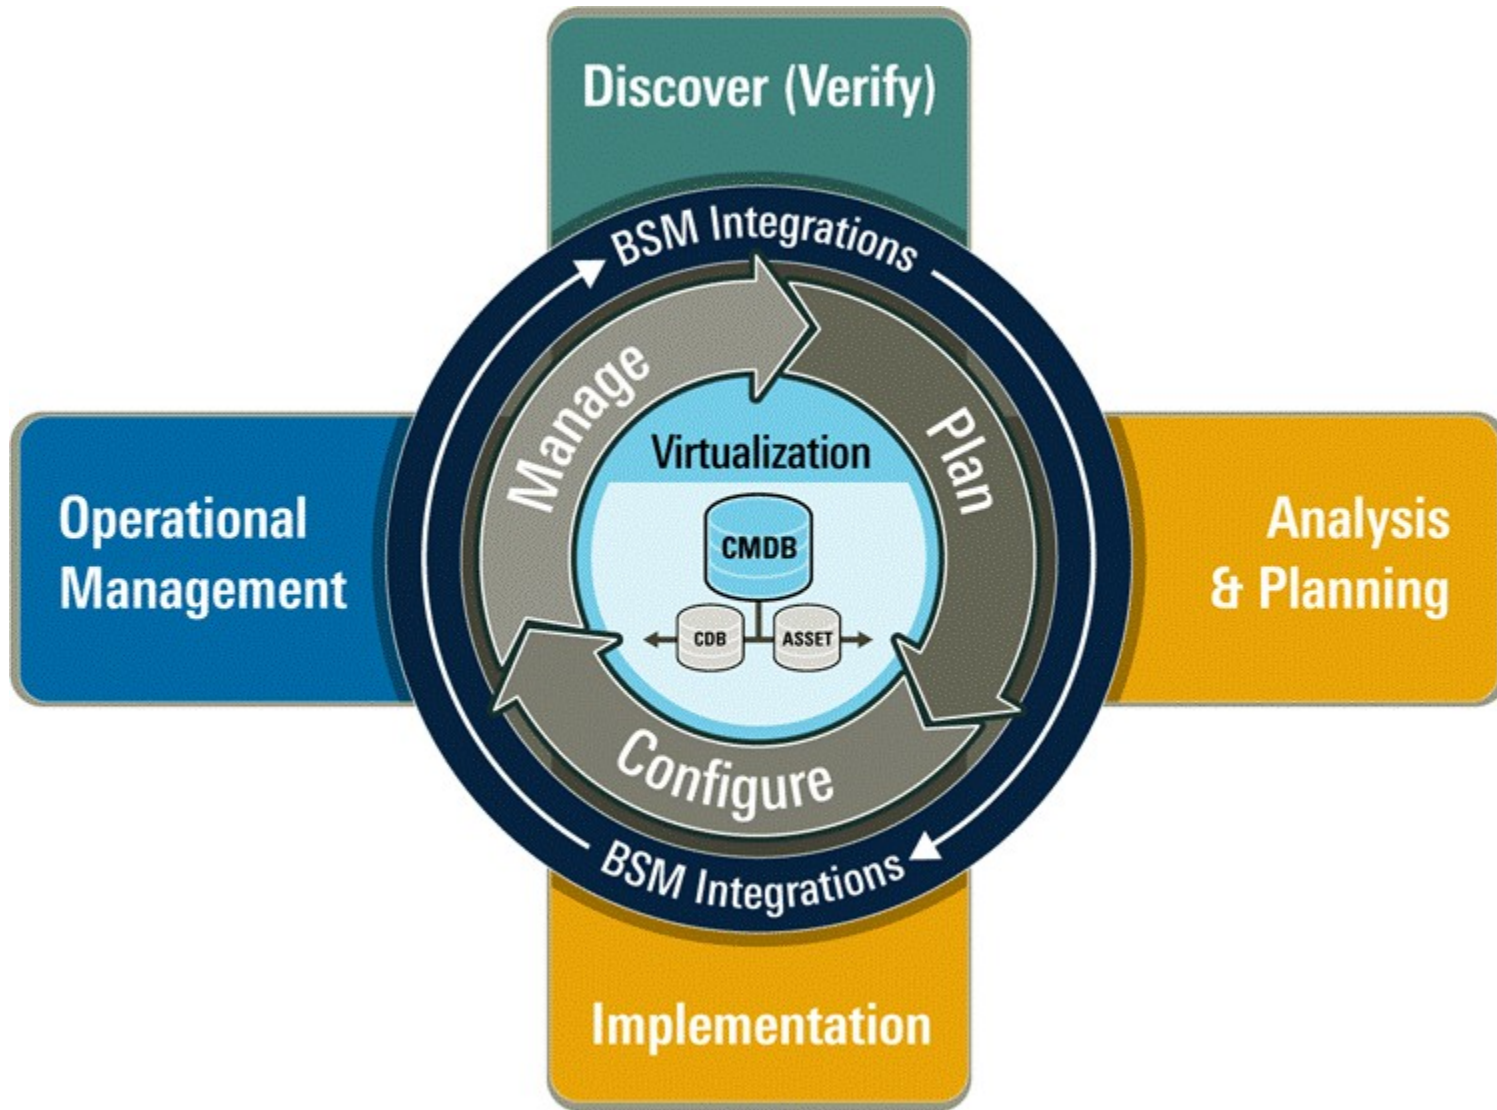 Discover (Verify)
BSM Integrations
Manage
Plan
Virtualization
CMDB
CDB
ASSET
Operational
Management
Analysis
& Planning
Configure
BSM Integrations
Implementation